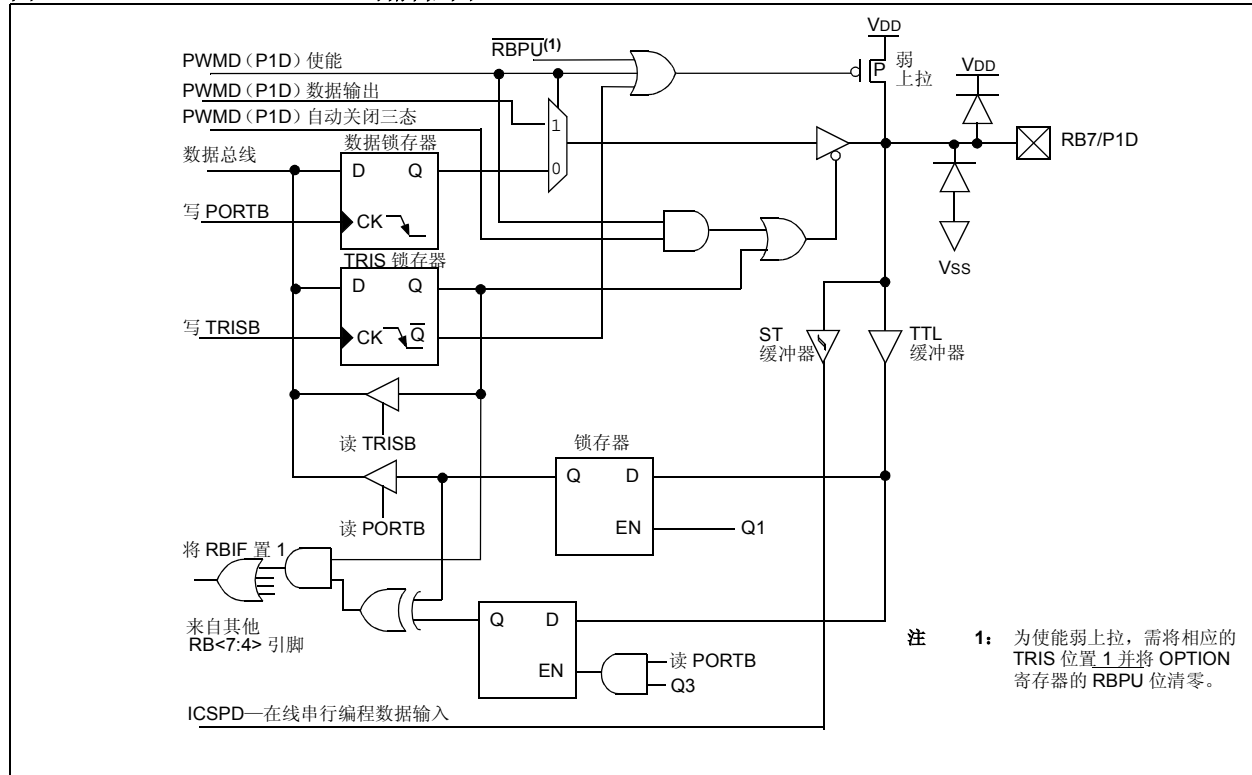 RBPU(1)
VDD
PWMD（P1D）使能
弱
上拉
P
VDD
PWMD（P1D）数据输出
PWMD（P1D）自动关闭三态
1
0
数据锁存器
数据总线
D Q
RB7/P1D
写 PORTB
CK
VSS
TRIS 锁存器
D Q
写 TRISB
CK Q
ST
缓冲器
TTL
缓冲器
读 TRISB
锁存器
Q D
EN
Q1
读 PORTB
将 RBIF 置 1
来自其他
RB<7:4> 引脚
Q D
EN
读 PORTB
Q3
注 1： 为使能弱上拉，需将相应的
TRIS 位置 1 并将 OPTION
寄存器的 RBPU 位清零。
ICSPD—在线串行编程数据输入